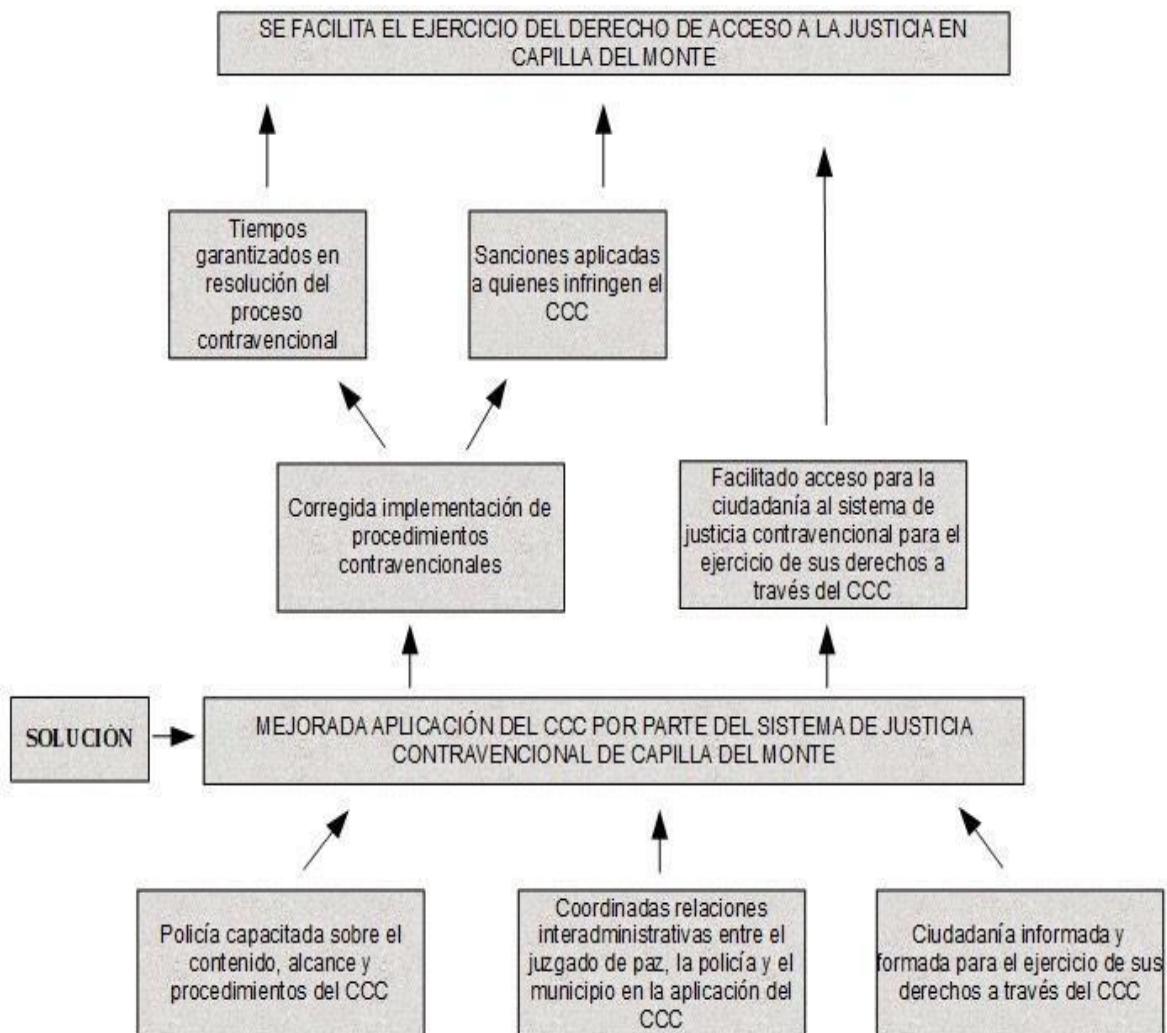 SE FACILITA EL EJERCICIO DEL DERECHO DE ACCESO A LA JUSTICIA EN
CAPILLA DEL MONTE
Tiempos
garantizados en
resolución del
proceso
contravencional
Sanciones aplicadas
a quienes infringen el
CCC
Corregida implementación de
procedimientos
contravencionales
Facilitado acceso para la
ciudadanía al sistema de
justicia contravencional para el
ejercicio de sus derechos a
través del CCC
SOLUCIÓN
MEJORADA APLICACIÓN DEL CCC POR PARTE DEL SISTEMA DE JUSTICIA
CONTRAVENCIONAL DE CAPILLA DEL MONTE
Policía capacitada sobre el
contenido, alcance y
procedimientos del CCC
Coordinadas relaciones
interadministrativas entre el
juzgado de paz, la policía y el
municipio en la aplicación del
CCC
Ciudadanía informada y
formada para el ejercicio de sus
derechos a través del CCC